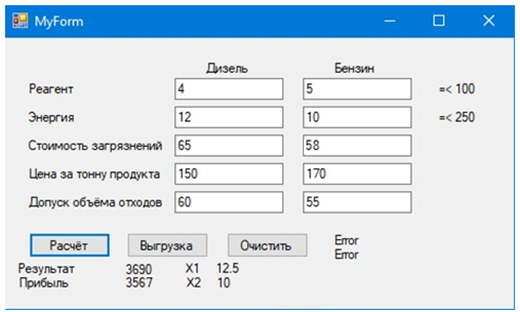 MyForm
Дизель Бензин
Реагент 4 5 =< 100
Энергия 12 10 =< 250
Стоимость загрязнений 65 58
Цена за тонну продукта 150 170
Допуск объёма отходов 60 55
Расчёт Выгрузка Очистить Error
Error
Результат 3690 X1 12.5
Прибыль 3567 X2 10